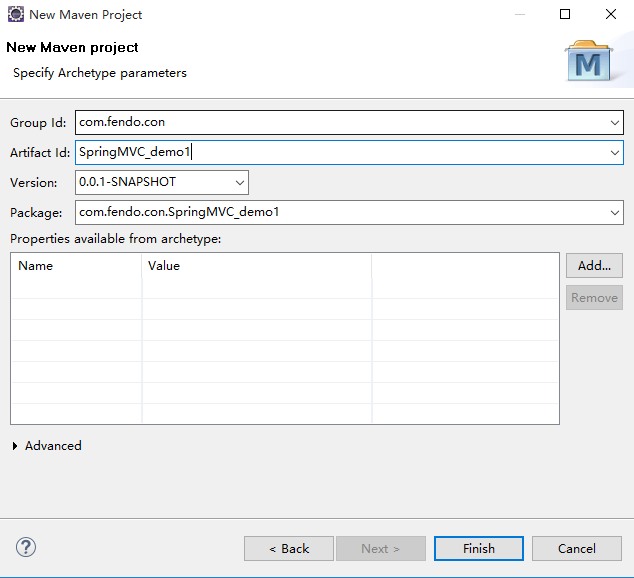 New Maven Project
New Maven project
Specify Archetype parameters
M
Group Id: com.fendo.con
Artifact Id: SpringMVC_demo1
Version: 0.0.1-SNAPSHOT
Package: com.fendo.con.SpringMVC_demo1
Properties available from archetype:
Name Value Add...
Remove
Advanced
? < Back Next > Finish Cancel